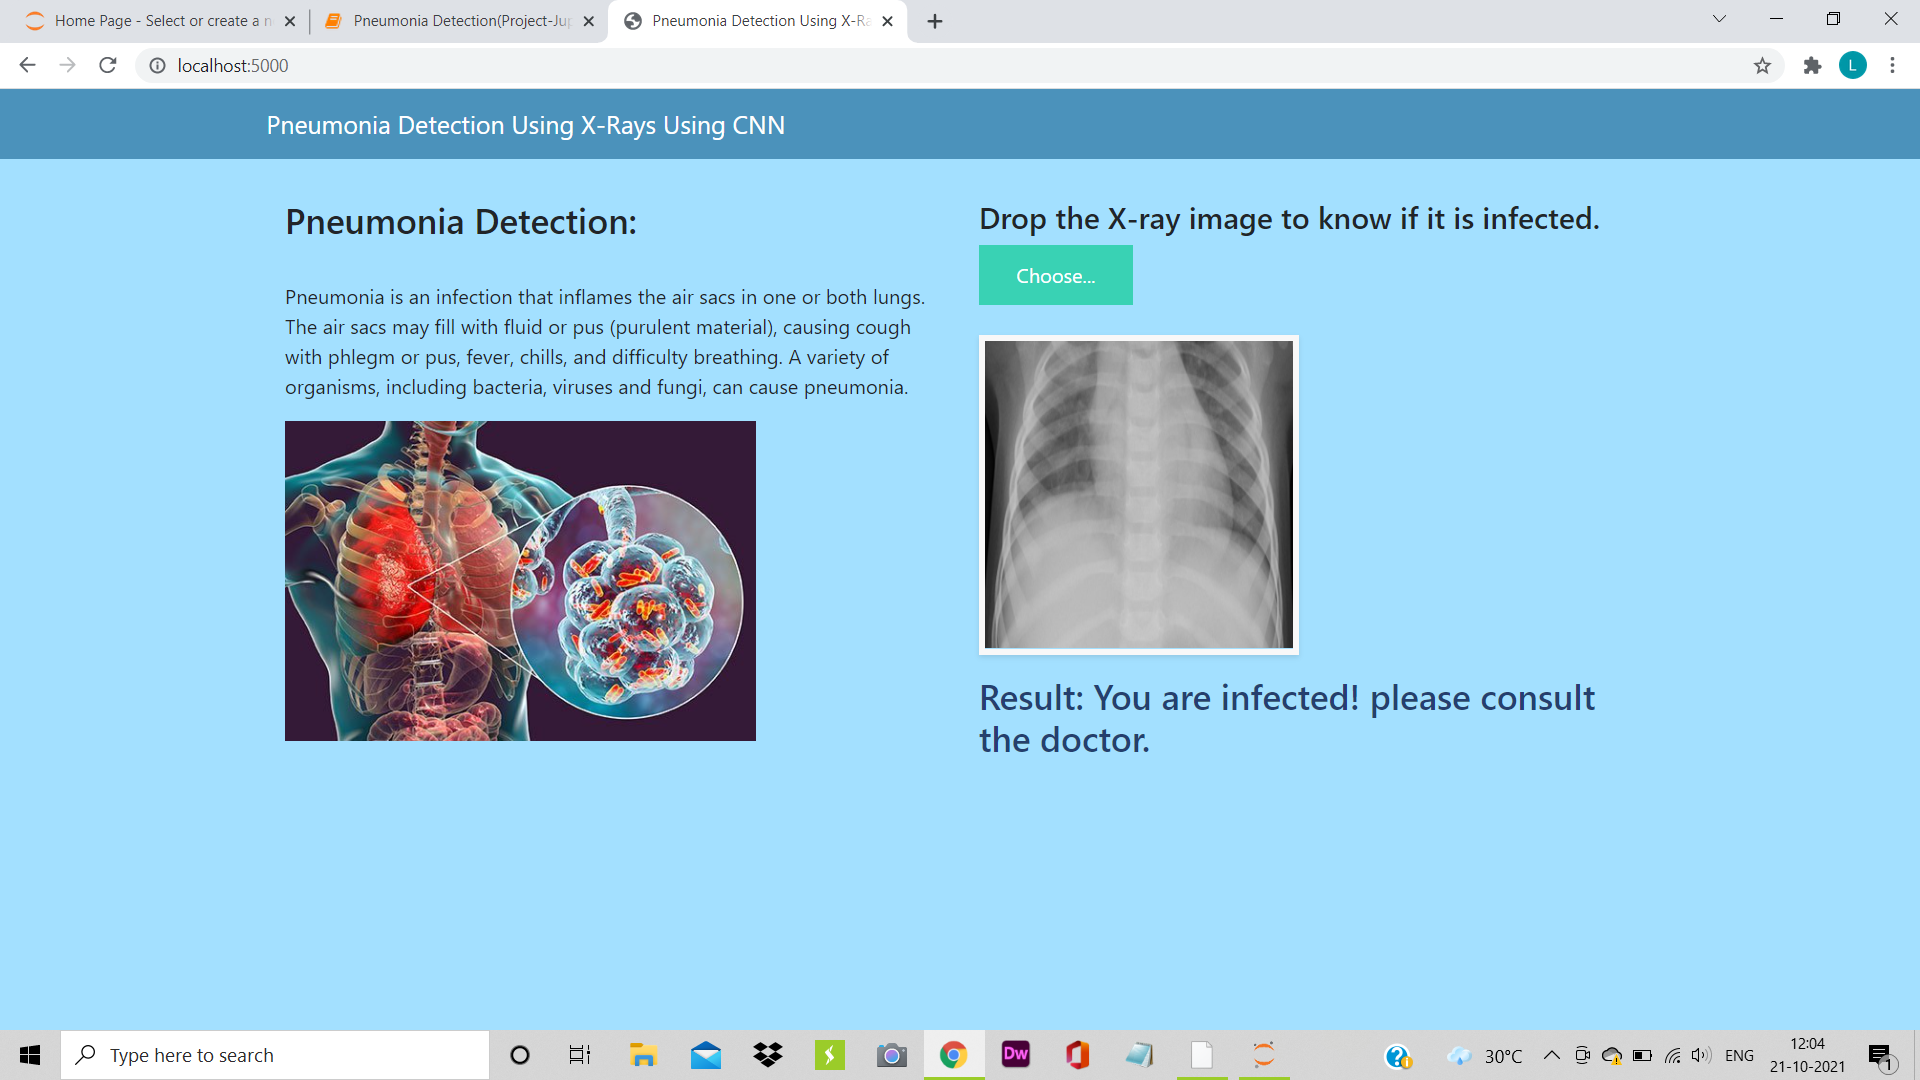 Home Page - Select or create a n
Pneumonia Detection(Project-Jup
Pneumonia Detection Using X-Ra
localhost:5000
L
Pneumonia Detection Using X-Rays Using CNN
Pneumonia Detection:
Pneumonia is an infection that inflames the air sacs in one or both lungs.
The air sacs may fill with fluid or pus (purulent material), causing cough
with phlegm or pus, fever, chills, and difficulty breathing. A variety of
organisms, including bacteria, viruses and fungi, can cause pneumonia.
Drop the X-ray image to know if it is infected.
Choose...
Result: You are infected! please consult
the doctor.
Type here to search
Dw
30°C
ENG
12:04
21-10-2021
1